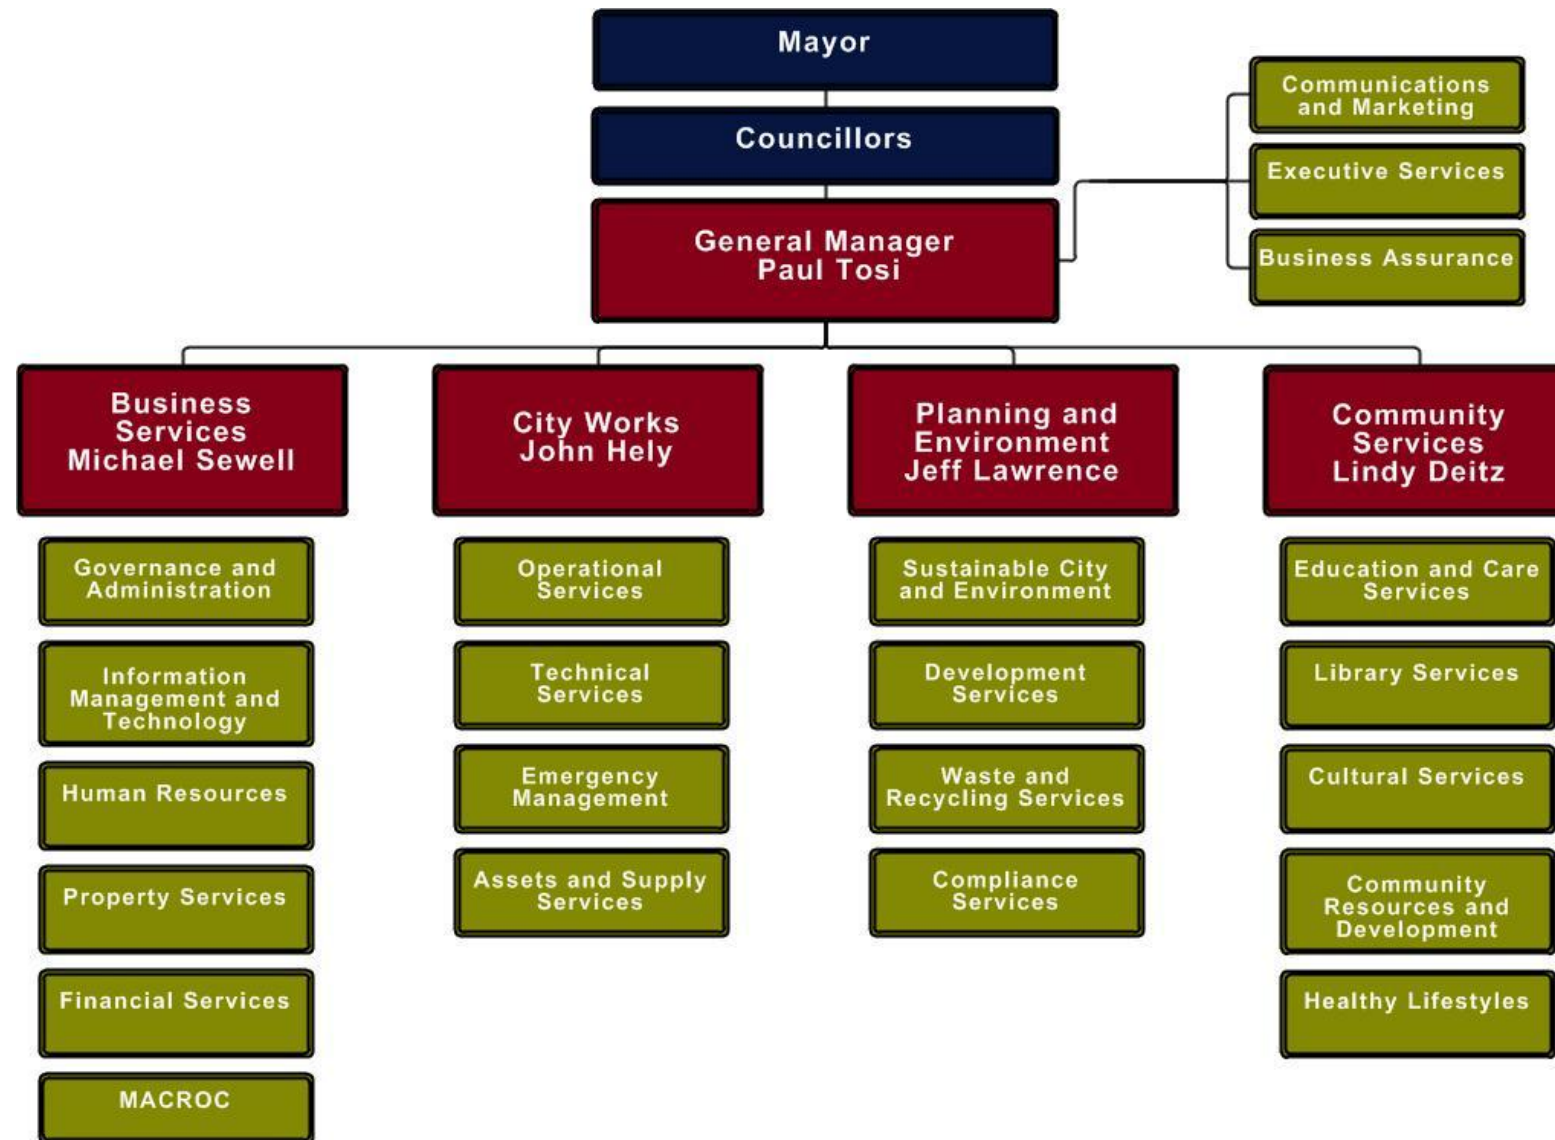 Mayor
Councillors
General Manager
Paul Tosi
Communications
and Marketing
Executive Services
Business Assurance
Business
Services
Michael Sewell
Governance and
Administration
Information
Management and
Technology
Human Resources
Property Services
Financial Services
MACROC
City Works
John Hely
Operational
Services
Technical
Services
Emergency
Management
Assets and Supply
Services
Planning and
Environment
Jeff Lawrence
Sustainable City
and Environment
Development
Services
Waste and
Recycling Services
Compliance
Services
Community
Services
Lindy Deitz
Education and Care
Services
Library Services
Cultural Services
Community
Resources and
Development
Healthy Lifestyles